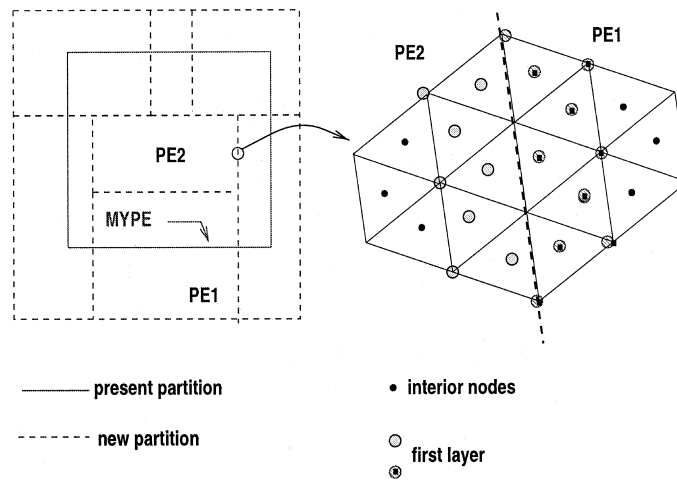 PE2
PE1
PE2
MYPE
PE1
present partition
interior nodes
new partition
first layer